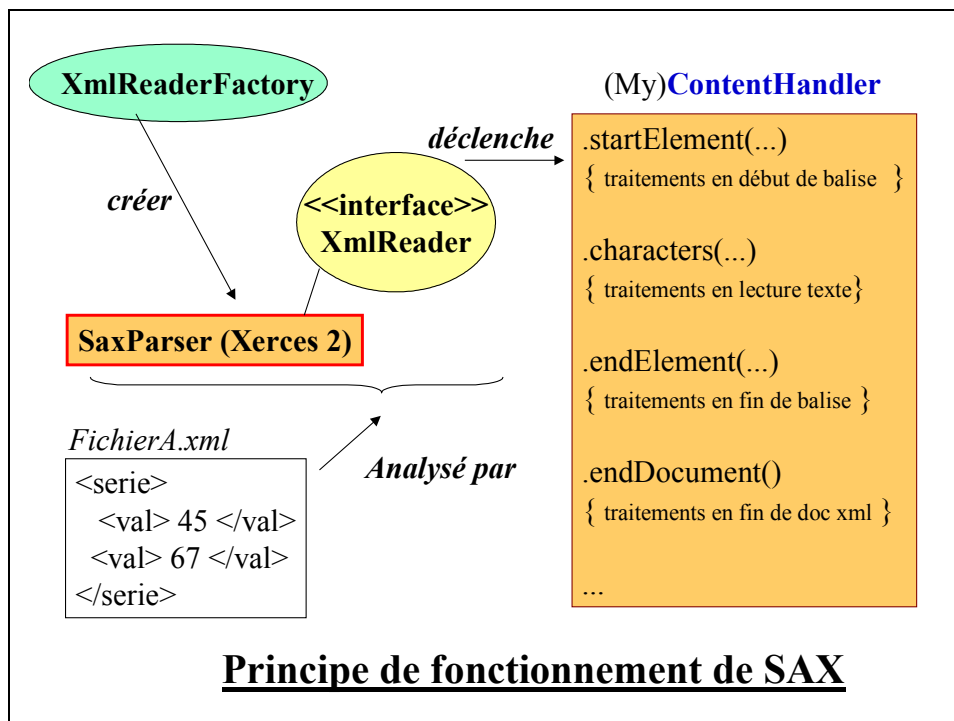 XmlReaderFactory
(My)ContentHandler
déclenche
créer
<<interface>>
XmlReader
SaxParser (Xerces 2)
FichierA.xml
<serie>
<val> 45 </val>
<val> 67 </val>
</serie>
Analysé par
.startElement(...)
{ traitements en début de balise }
.characters(...)
{ traitements en lecture texte}
.endElement(...)
{ traitements en fin de balise }
.endDocument()
{ traitements en fin de doc xml }
...
Principe de fonctionnement de SAX